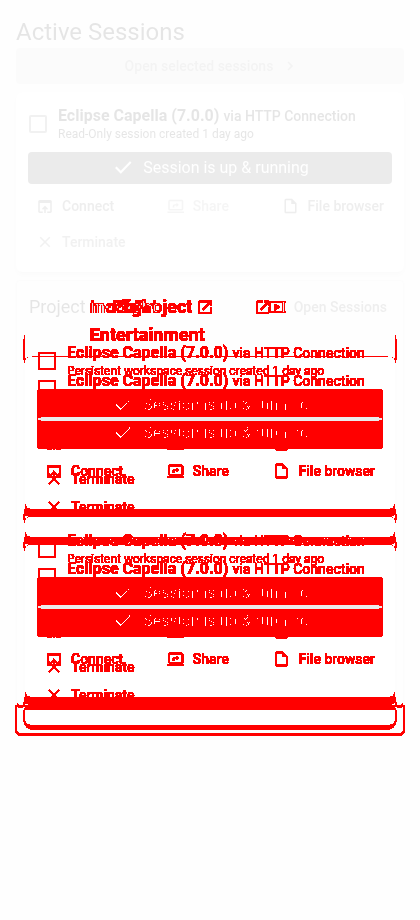 Active Sessions
Open selected sessions
Eclipse Capella (7.0.0) via HTTP Connection
Read-Only session created 1 day ago
Session is up & running
Connect Share File browser
Terminate
Project Project Open Sessions
Entertainment
Eclipse Capella (7.0.0) via HTTP Connection
Persistent workspace session created 1 day ago
Eclipse Capella (7.0.0) via HTTP Connection
Session is up & running
Session is up & running
Connect Share File browser
Terminate
Terminate
Eclipse Capella (7.0.0) via HTTP Connection
Persistent workspace session created 1 day ago
Eclipse Capella (7.0.0) via HTTP Connection
Session is up & running
Session is up & running
Connect Share File browser
Terminate
Terminate